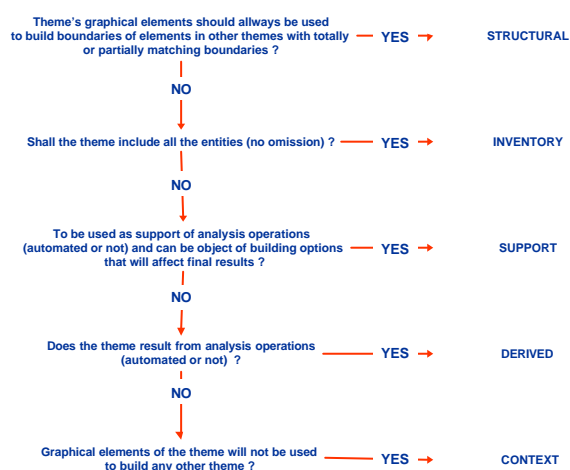 Theme's graphical elements should allways be used
to build boundaries of elements in other themes with totally
or partially matching boundaries ?
YES
STRUCTURAL
NO
Shall the theme include all the entities (no omission) ?
YES
INVENTORY
NO
To be used as support of analysis operations
(automated or not) and can be object of building options
that will affect final results ?
YES
SUPPORT
NO
Does the theme result from analysis operations
(automated or not) ?
YES
DERIVED
NO
Graphical elements of the theme will not be used
to build any other theme ?
YES
CONTEXT